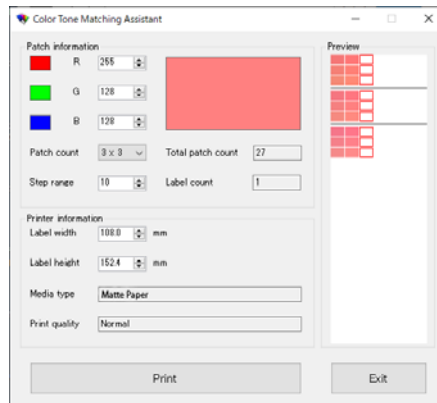 Color Tone Matching Assistant
Patch information
R 255
G 128
B 128
Patch count 3 x 3 Total patch count 27
Step range 10 Label count 1
Printer information
Label width 108.0 mm
Label height 152.4 mm
Media type Matte Paper
Print quality Normal
Print
Preview
Exit